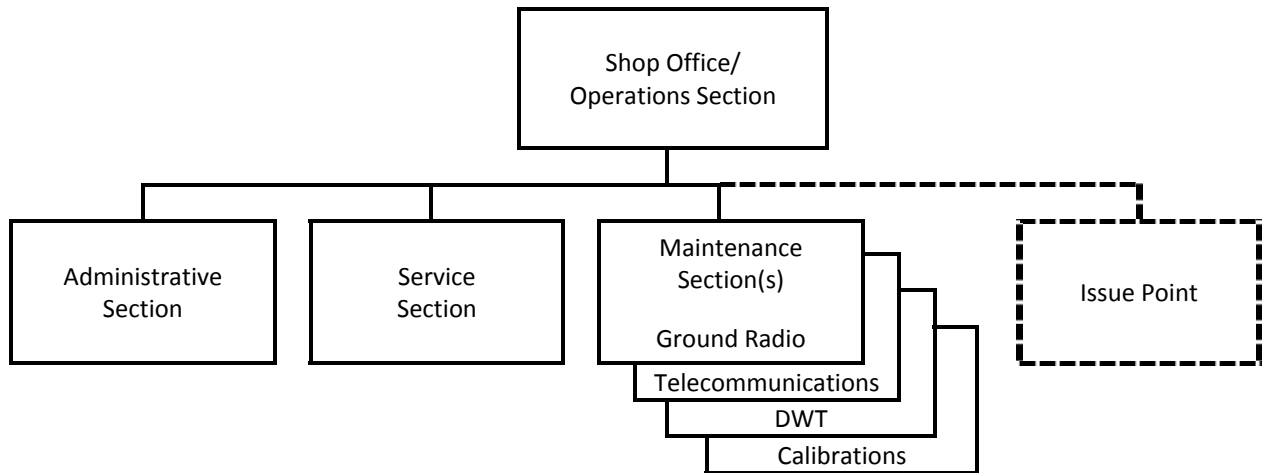 Shop Office/
Operations Section
Administrative
Section
Service
Section
Maintenance
Section(s)
Ground Radio
Telecommunications
DWT
Calibrations
Issue Point